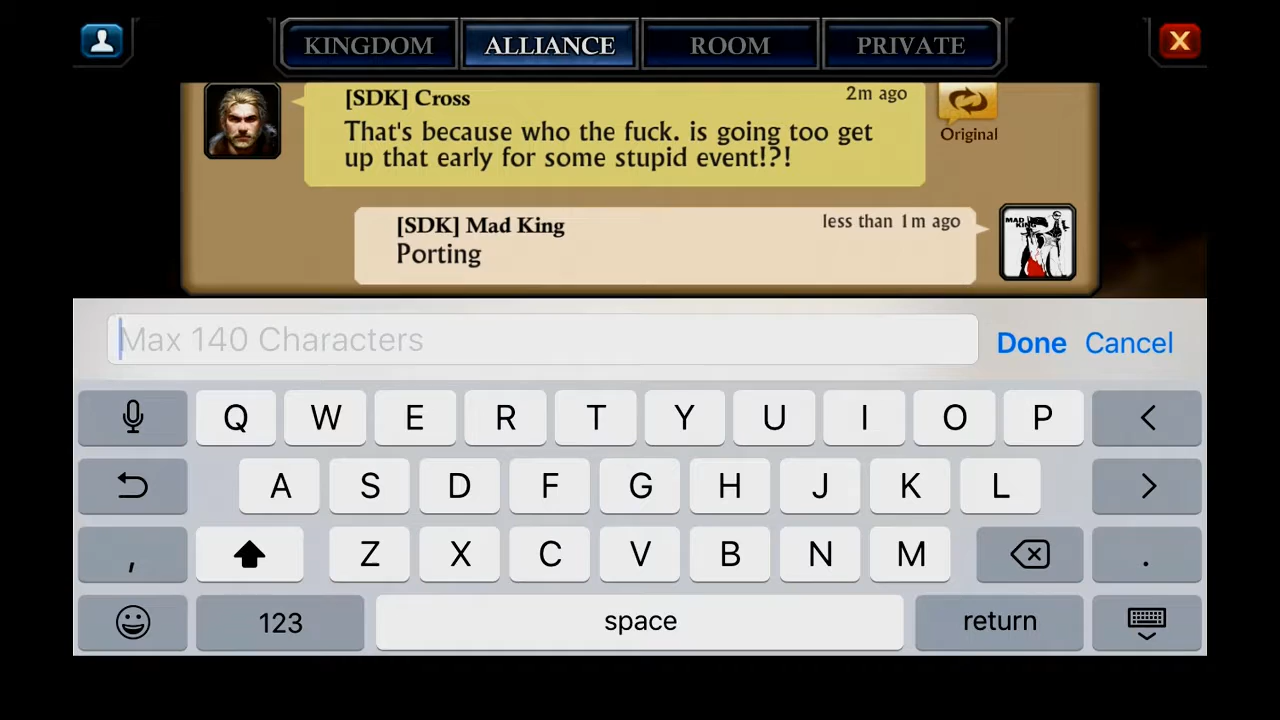 KINGDOM ALLIANCE ROOM PRIVATE
X
[SDK] Cross 2m ago
That's because who the fuck. is going too get
up that early for some stupid event!?!
Original
[SDK] Mad King less than 1m ago
Porting
MAD KING
Max 140 Characters Done Cancel
Q W E R T Y U I O P
A S D F G H J K L
, Z X C V B N M .
123 space return